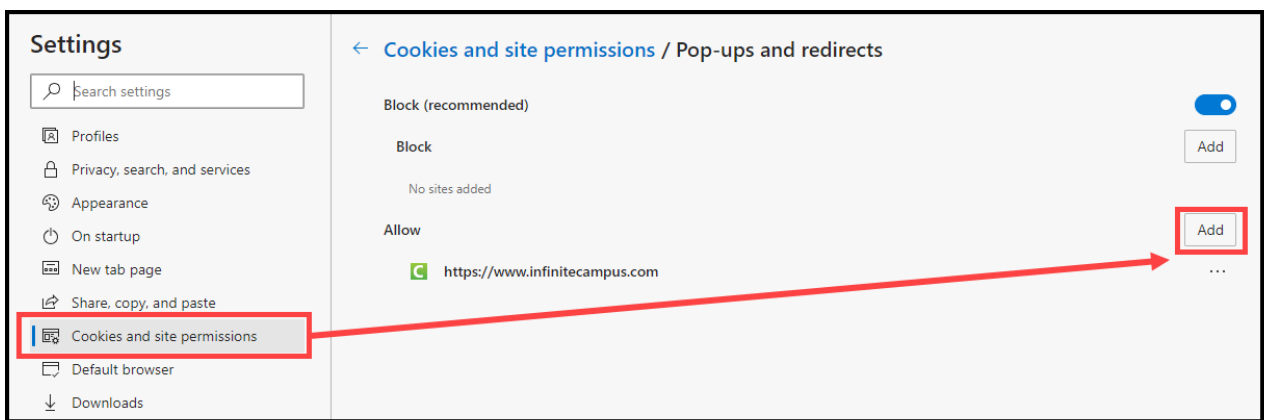 Settings
Search settings
Profiles
Privacy, search, and services
Appearance
On startup
New tab page
Share, copy, and paste
Cookies and site permissions
Default browser
Downloads
Cookies and site permissions / Pop-ups and redirects
Block (recommended)
Block
Add
No sites added
Allow
Add
https://www.infinitecampus.com